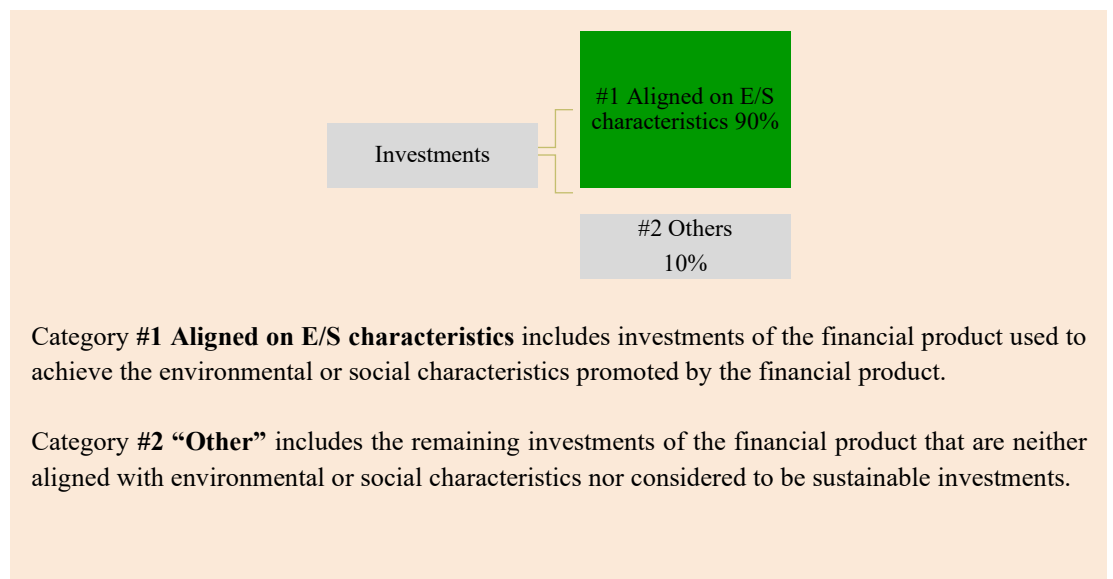 #1 Aligned on E/S
characteristics 90%
Investments
#2 Others
10%
Category #1 Aligned on E/S characteristics includes investments of the financial product used to
achieve the environmental or social characteristics promoted by the financial product.
Category #2 “Other” includes the remaining investments of the financial product that are neither
aligned with environmental or social characteristics nor considered to be sustainable investments.